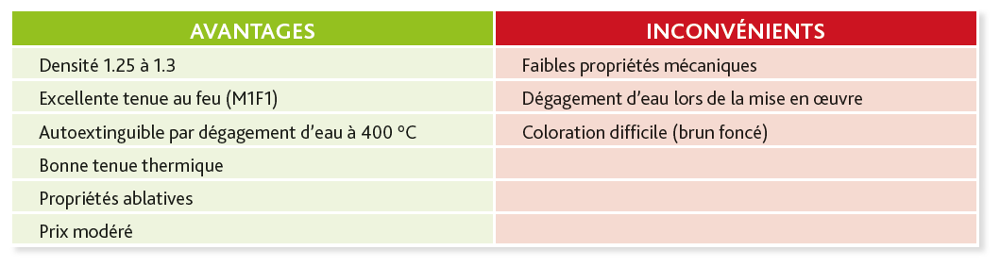 AVANTAGES INCONVÉNIENTS
Densité 1.25 à 1.3 Faibles propriétés mécaniques
Excellente tenue au feu (M1F1) Dégagement d’eau lors de la mise en œuvre
Autoextinguible par dégagement d’eau à 400 °C Coloration difficile (brun foncé)
Bonne tenue thermique
Propriétés ablatives
Prix modéré